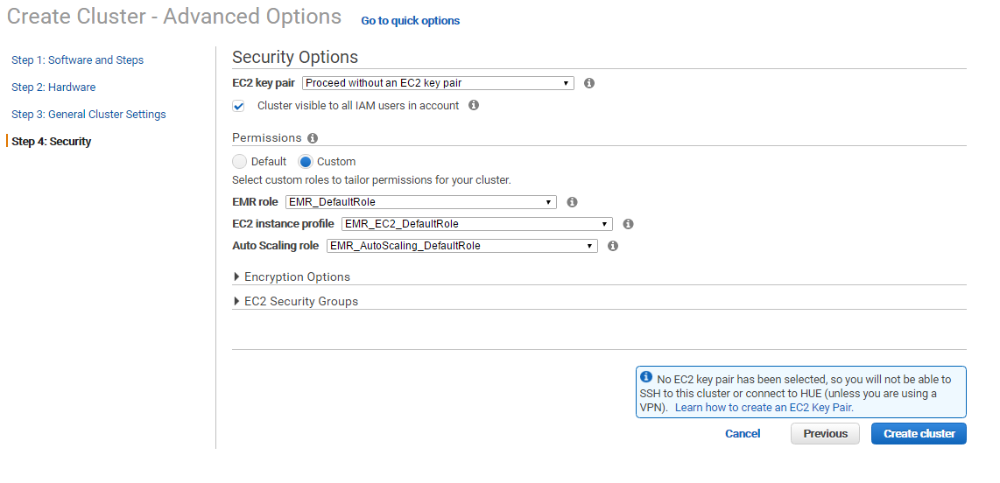 Create Cluster - Advanced Options Go to quick options
Step 1: Software and Steps
Step 2: Hardware
Step 3: General Cluster Settings
Step 4: Security
Security Options
EC2 key pair Proceed without an EC2 key pair
Cluster visible to all IAM users in account
Permissions
Default Custom
Select custom roles to tailor permissions for your cluster.
EMR role EMR_DefaultRole
EC2 instance profile EMR_EC2_DefaultRole
Auto Scaling role EMR_AutoScaling_DefaultRole
Encryption Options
EC2 Security Groups
No EC2 key pair has been selected, so you will not be able to
SSH to this cluster or connect to HUE (unless you are using a
VPN). Learn how to create an EC2 Key Pair.
Cancel Previous Create cluster